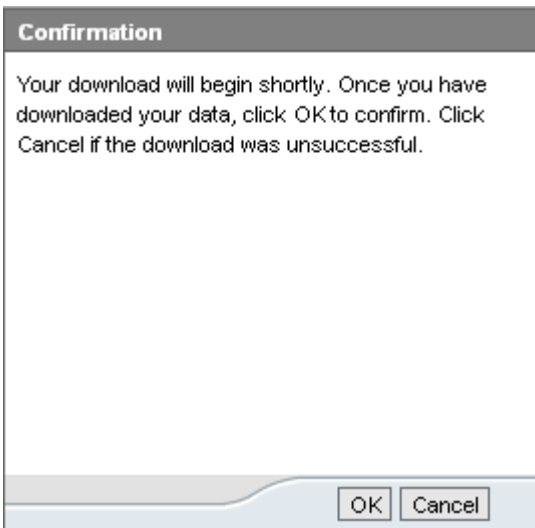 Confirmation
Your download will begin shortly. Once you have
downloaded your data, click OK to confirm. Click
Cancel if the download was unsuccessful.
OK
Cancel